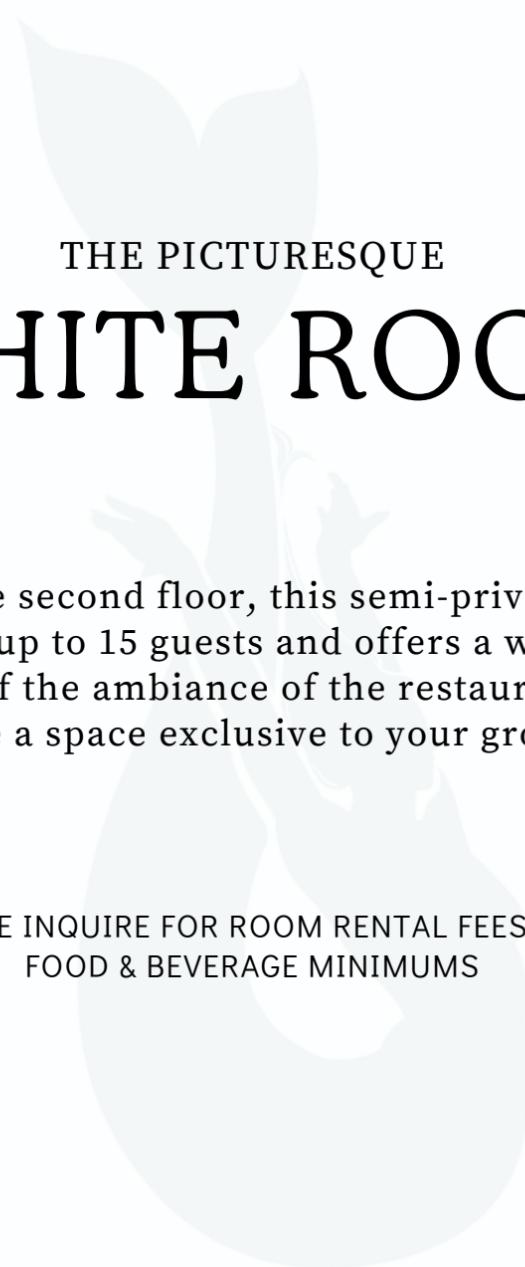 THE PICTURESQUE
HITE ROO
e second floor, this semi-priv
up to 15 guests and offers a w
f the ambiance of the restaur
e a space exclusive to your gro
E INQUIRE FOR ROOM RENTAL FEES
FOOD & BEVERAGE MINIMUMS